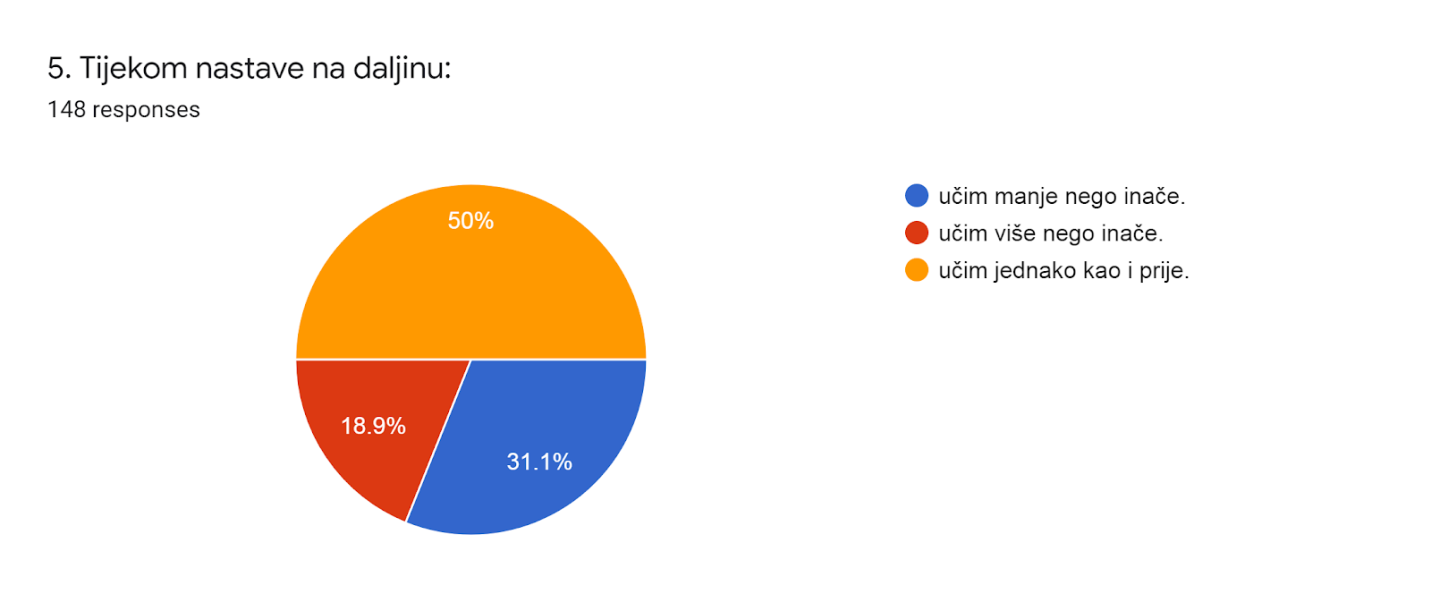 5. Tijekom nastave na daljinu:
148 responses
učim manje nego inače.
učim više nego inače.
učim jednako kao i prije.
50%
18.9%
31.1%